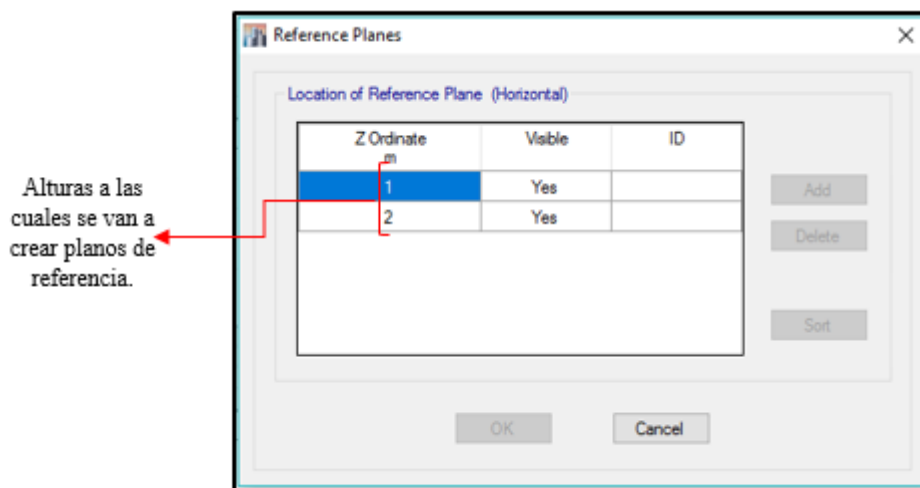 Reference Planes
Location of Reference Plane (Horizontal)
Z Ordinate
m
Visible
ID
1
Yes
2
Yes
Add
Delete
Sort
OK
Cancel
Alturas a las
cuales se van a
crear planos de
referencia.